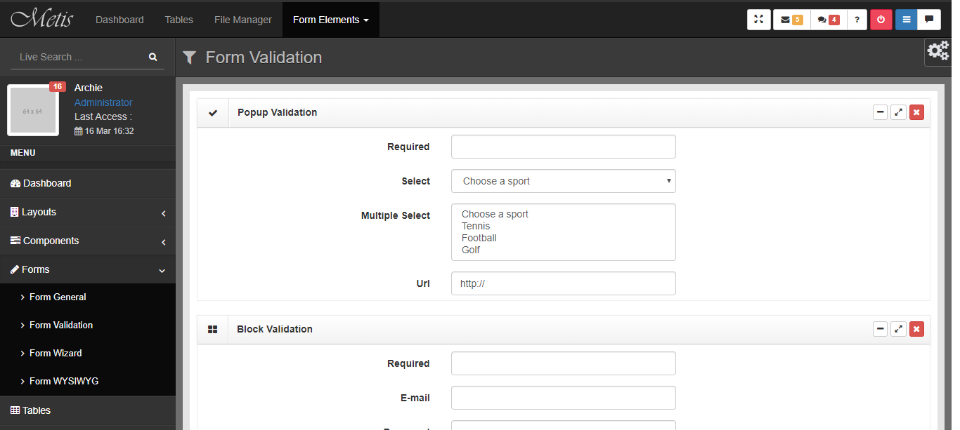 Metis Dashboard Tables File Manager Form Elements 4 ?
Live Search ...
Form Validation
16
Archie
Administrator
Last Access :
16 Mar 16:32
MENU
Dashboard
Layouts
Components
Forms
Form General
Form Validation
Form Wizard
Form WYSIWYG
Tables
Popup Validation
Required
Select Choose a sport
Multiple Select Choose a sport
Tennis
Football
Golf
Url http://
Block Validation
Required
E-mail